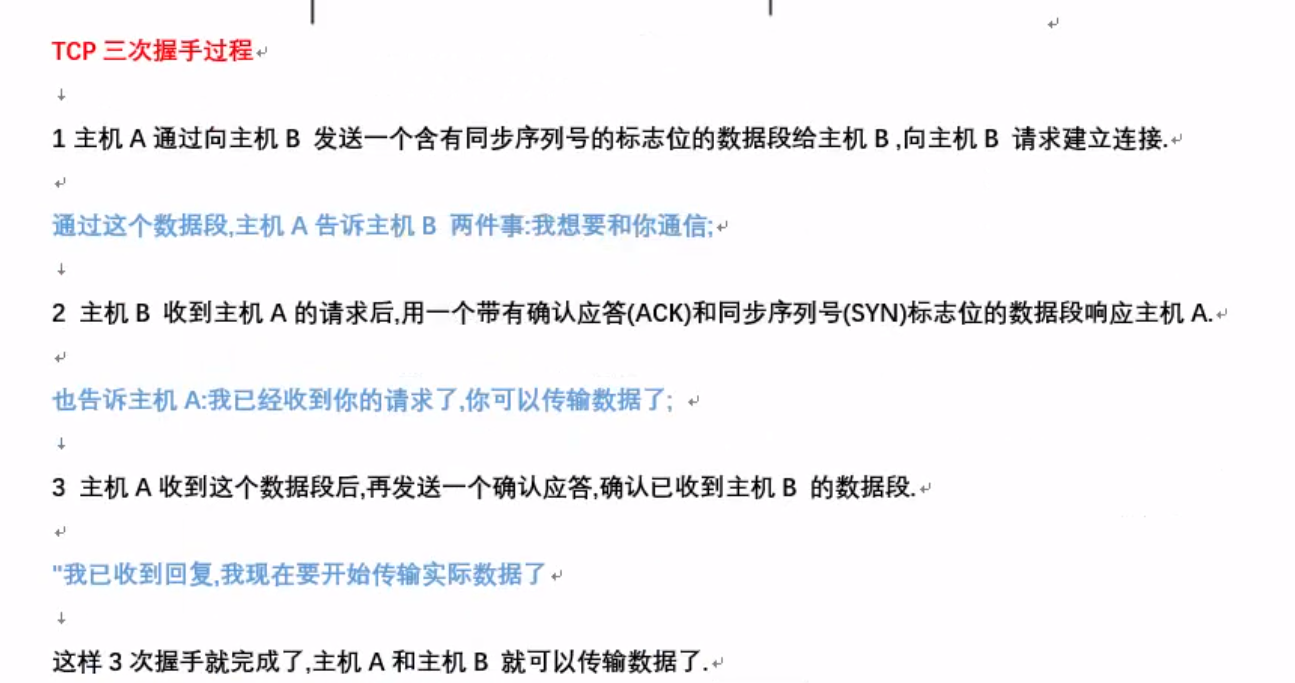 TCP 三次握手过程
1 主机 A 通过向主机 B 发送一个含有同步序列号的标志位的数据段给主机 B ,向主机 B 请求建立连接.
通过这个数据段,主机 A 告诉主机 B 两件事:我想要和你通信;
2 主机 B 收到主机 A 的请求后,用一个带有确认应答(ACK)和同步序列号(SYN)标志位的数据段响应主机 A.
也告诉主机 A:我已经收到你的请求了,你可以传输数据了;
3 主机 A 收到这个数据段后,再发送一个确认应答,确认已收到主机 B 的数据段.
"我已收到回复,我现在要开始传输实际数据了
这样 3 次握手就完成了,主机 A 和主机 B 就可以传输数据了.